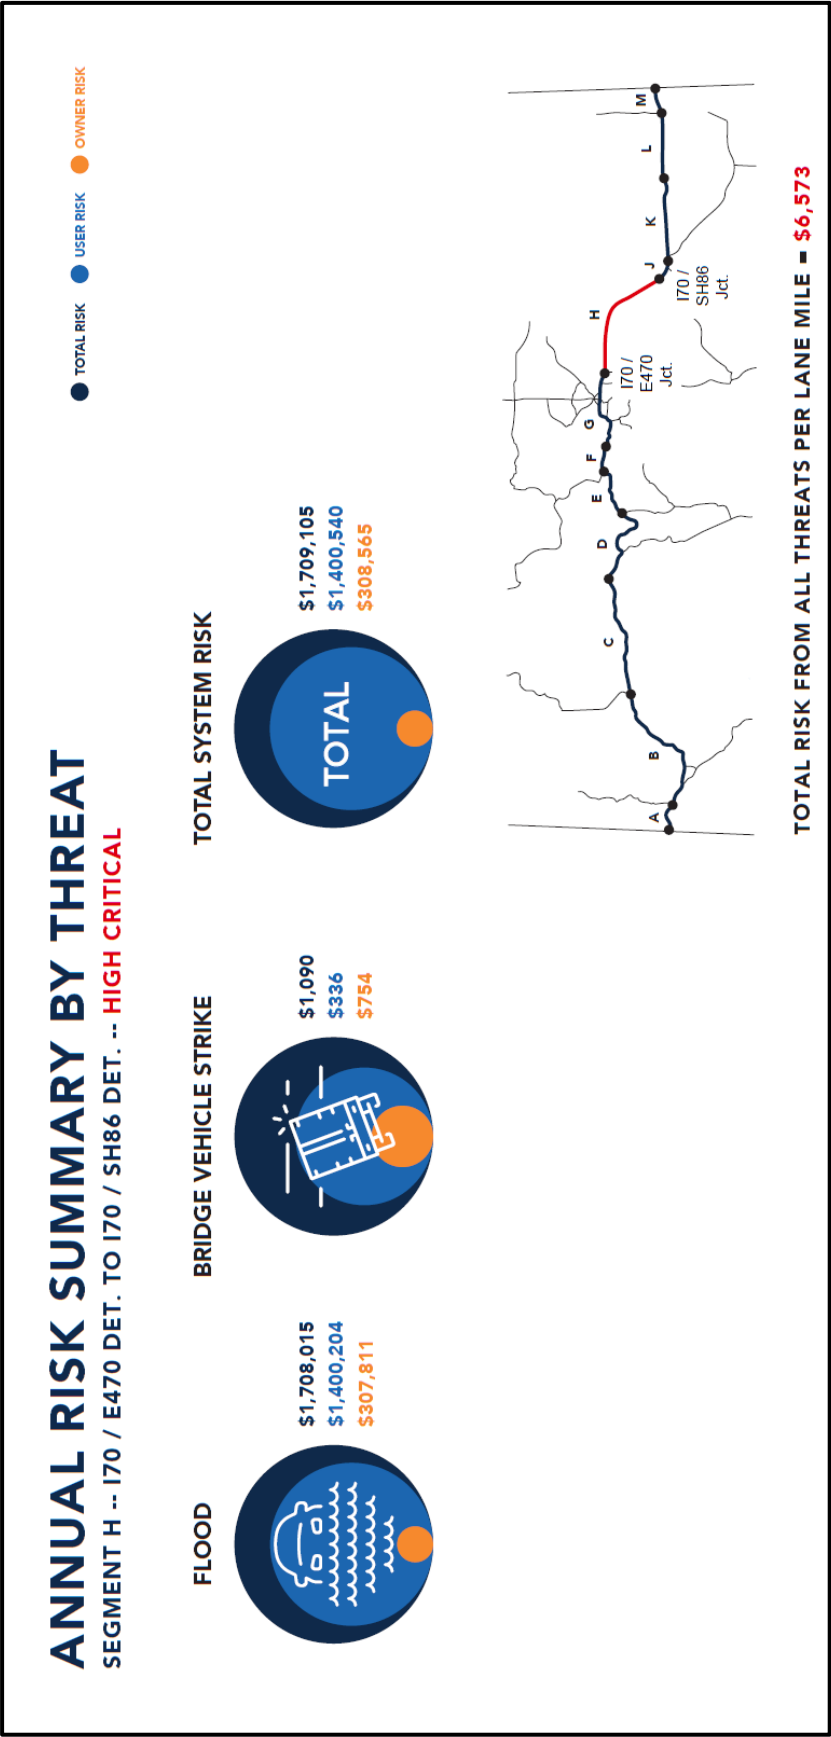 ANNUAL RISK SUMMARY BY THREAT
SEGMENT H -- I70 / E470 DET. TO I70 / SH86 DET. -- HIGH CRITICAL
TOTAL RISK
USER RISK
OWNER RISK
FLOOD
$1,708,015
$1,400,204
$307,811
BRIDGE VEHICLE STRIKE
$1,090
$336
$754
TOTAL SYSTEM RISK
TOTAL
$1,709,105
$1,400,540
$308,565
A
B
C
D
E
F
G
H
J
K
L
M
I70 /
E470
Jct.
I70 /
SH86
Jct.
TOTAL RISK FROM ALL THREATS PER LANE MILE = $6,573